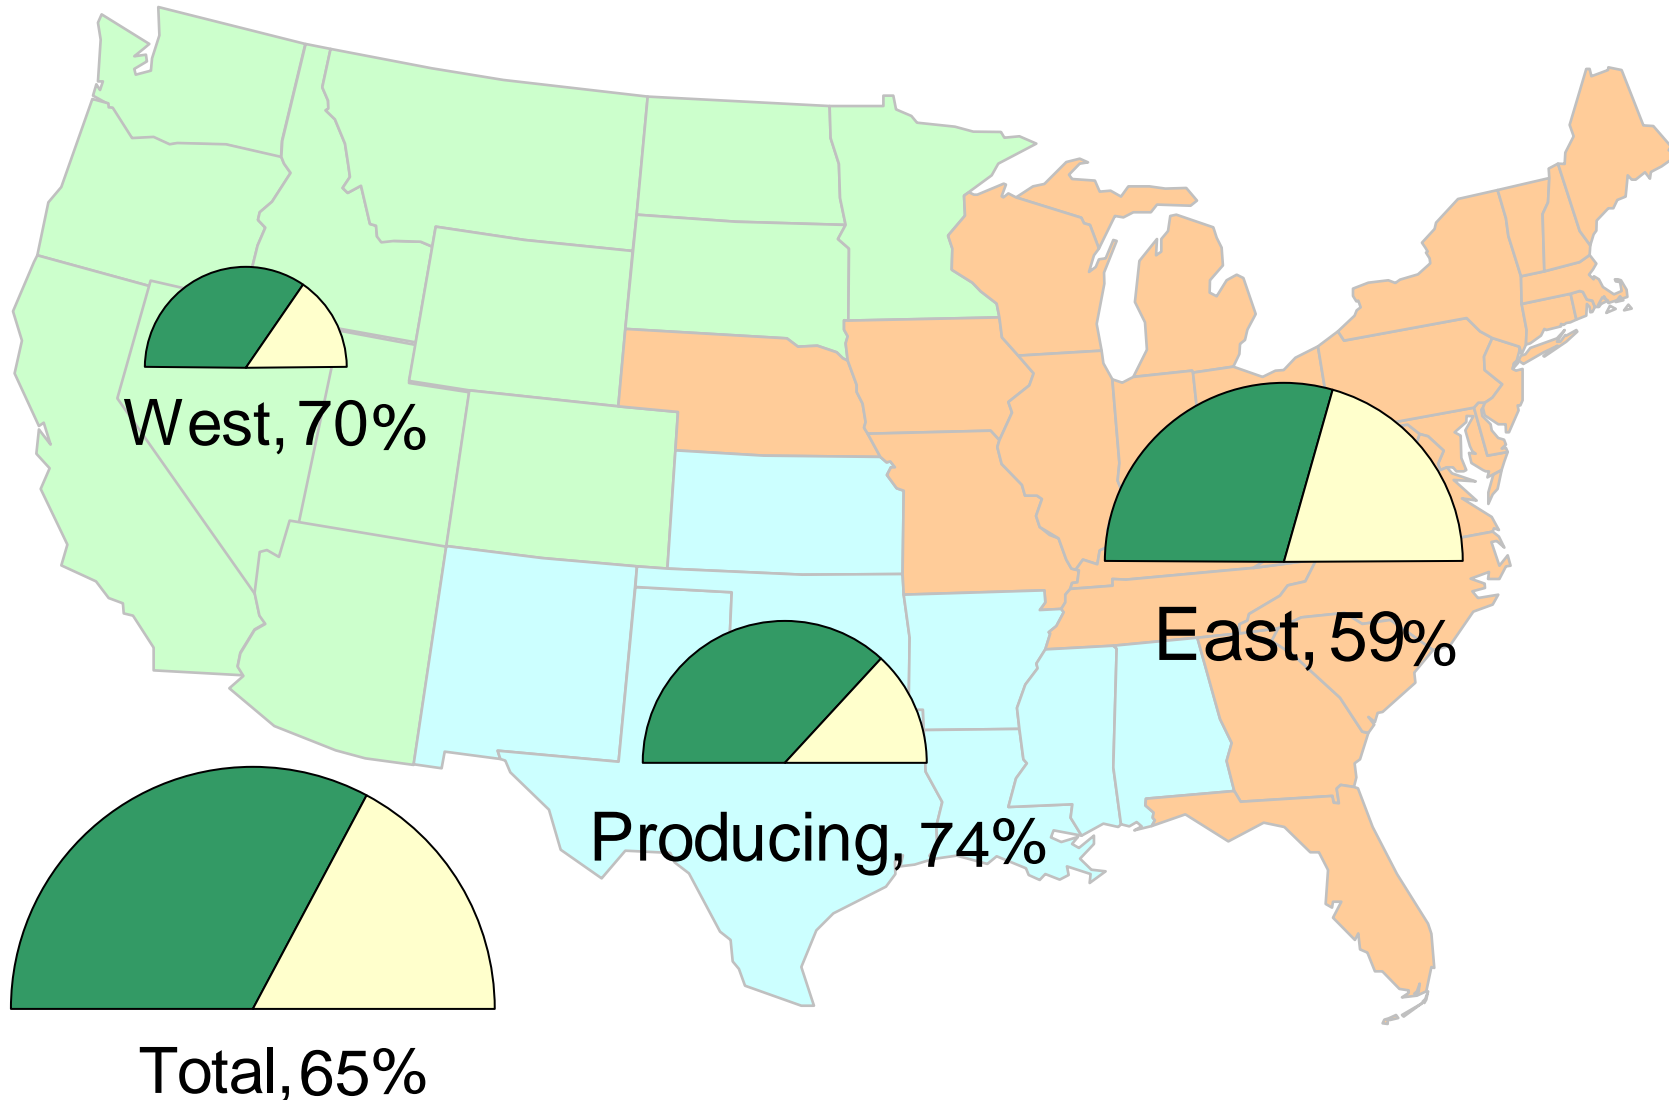 West, 70%
East, 59%
Producing, 74%
Total, 65%